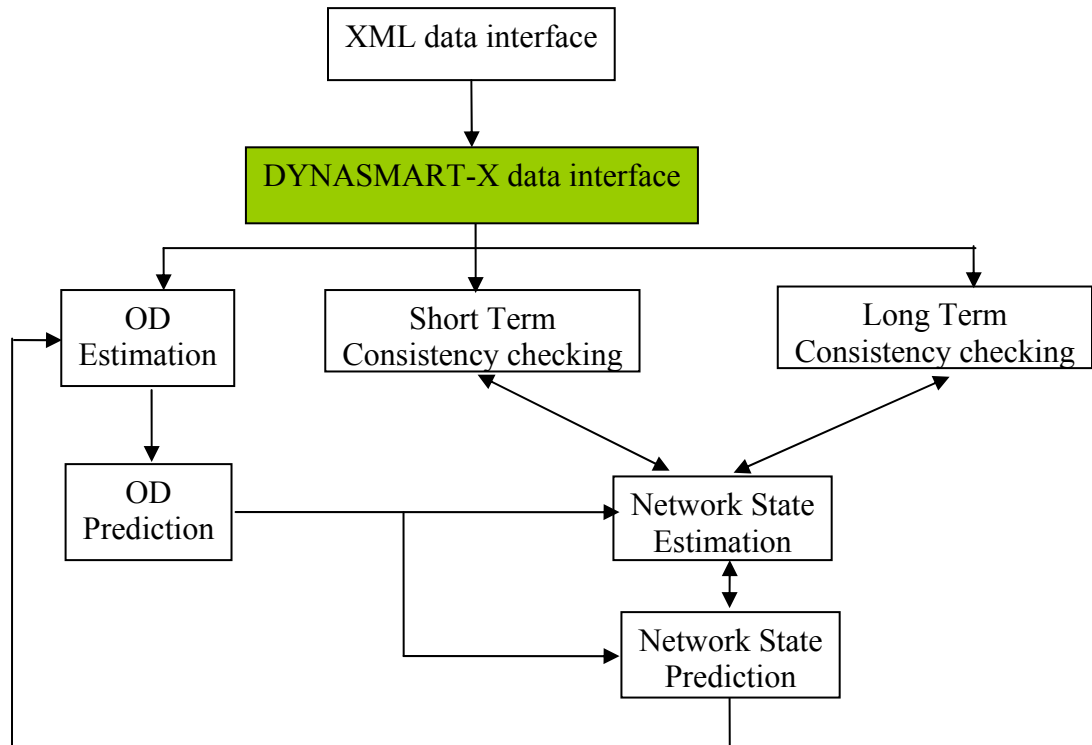 XML data interface
DYNASMART-X data interface
OD
Estimation
Short Term
Consistency checking
Long Term
Consistency checking
OD
Prediction
Network State
Estimation
Network State
Prediction